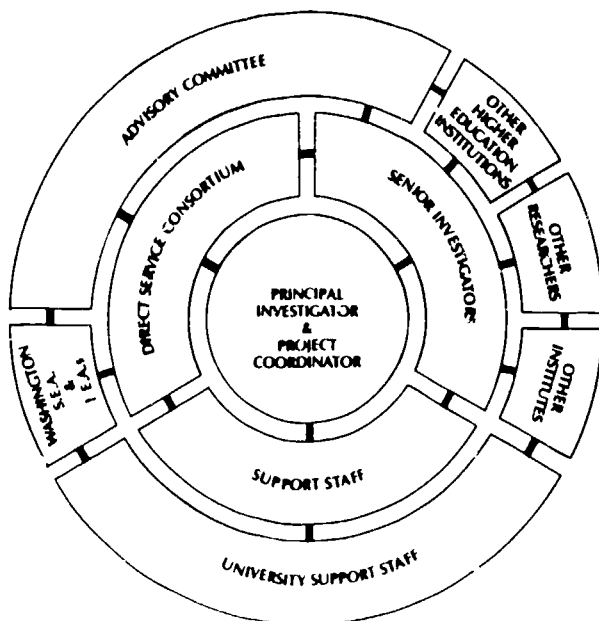 ADVISORY COMMITTEE
OTHER
HIGHER
EDUCATION
INSTITUTIONS
OTHER
RESEARCHERS
OTHER
INSTITUTES
DIRECT SERVICE CONSORTIUM
SENIOR INVESTIGATORS
PRINCIPAL
INVESTIGATOR
&
PROJECT
COORDINATOR
WASHINGTON
S.E.A.
&
SUPPORT STAFF
UNIVERSITY SUPPORT STAFF